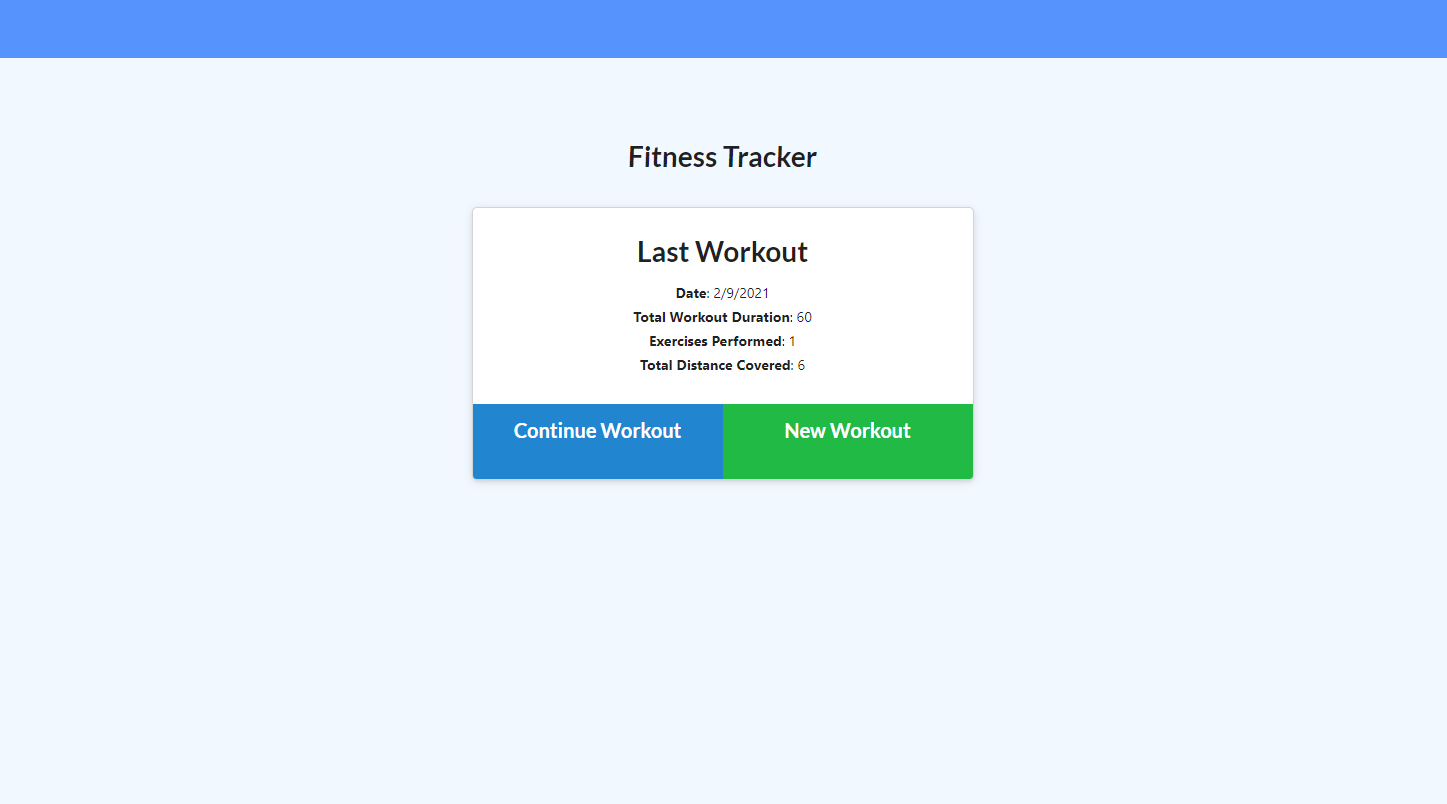 Fitness Tracker
Last Workout
Date: 2/9/2021
Total Workout Duration: 60
Exercises Performed: 1
Total Distance Covered: 6
Continue Workout
New Workout